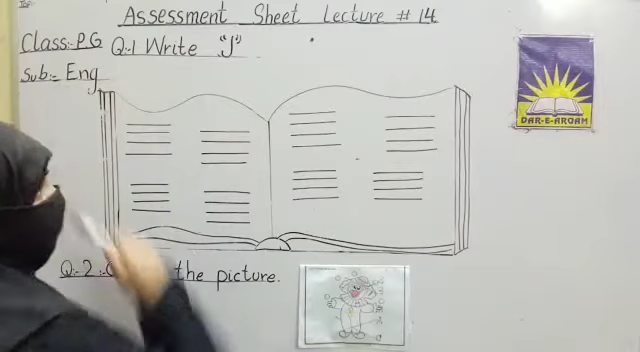 Assessment Sheet Lecture # 14
Class:- P.G Q:1 Write "J"
Sub:- Eng
DAR-E-ARQAM
Q:-2:- the picture.